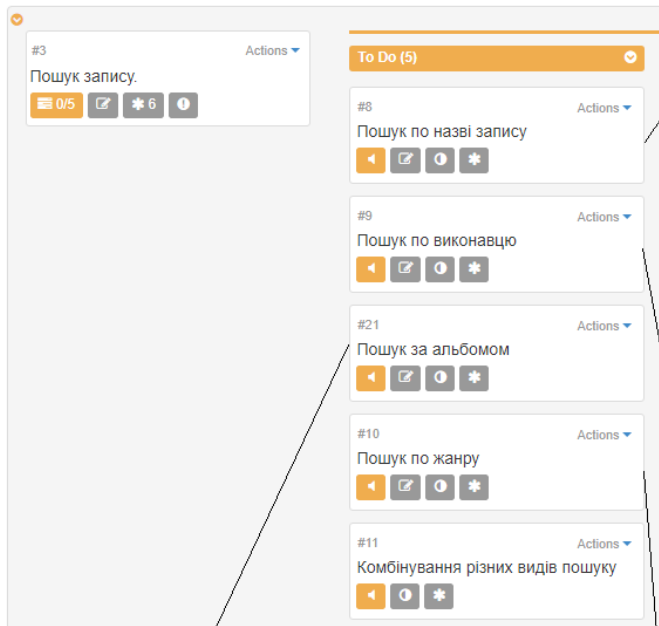 #3 Actions
Пошук запису.
0/5 6
To Do (5)
#8 Actions
Пошук по назві запису
#9 Actions
Пошук по виконавцю
#21 Actions
Пошук за альбомом
#10 Actions
Пошук по жанру
#11 Actions
Комбінування різних видів пошуку